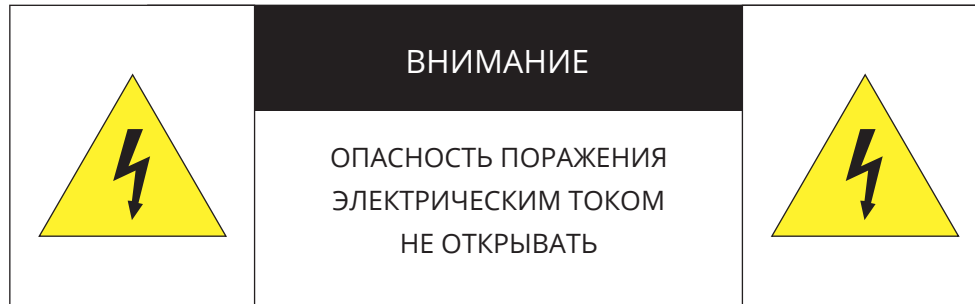 ВНИМАНИЕ
ОПАСНОСТЬ ПОРАЖЕНИЯ
ЭЛЕКТРИЧЕСКИМ ТОКОМ
НЕ ОТКРЫВАТЬ